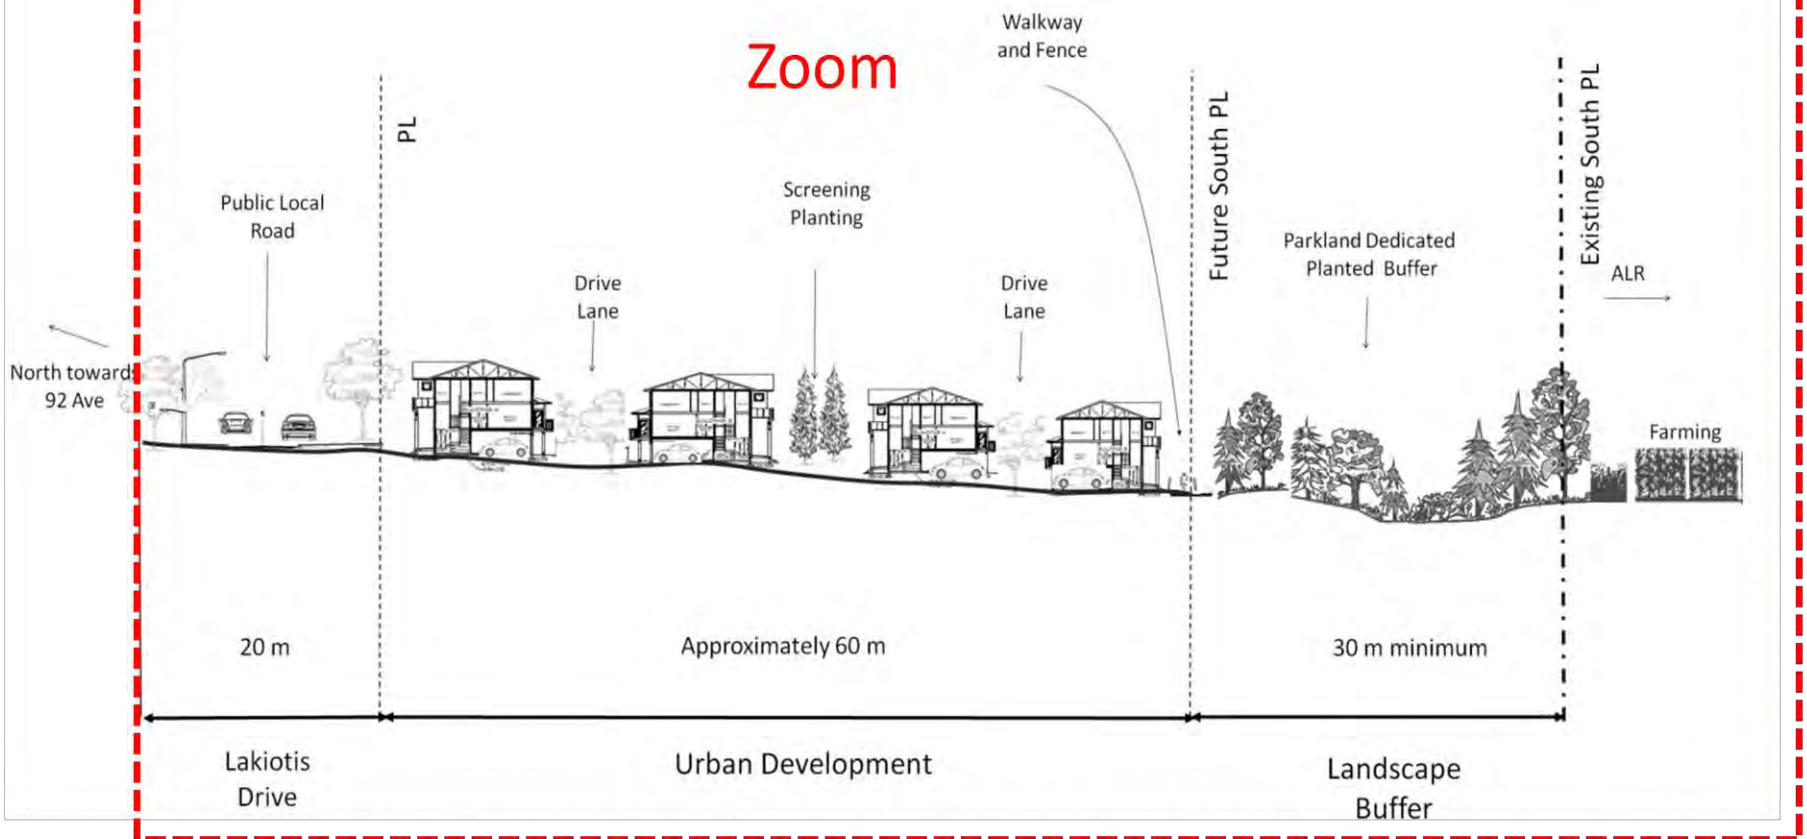 Walkway
and Fence
Zoom
PL
Future South PL
Existing South PL
Public Local
Road
Screening
Planting
Parkland Dedicated
Planted Buffer
ALR
Drive
Lane
Drive
Lane
North towards
92 Ave
Farming
20 m
Approximately 60 m
30 m minimum
Lakiotis
Drive
Urban Development
Landscape
Buffer